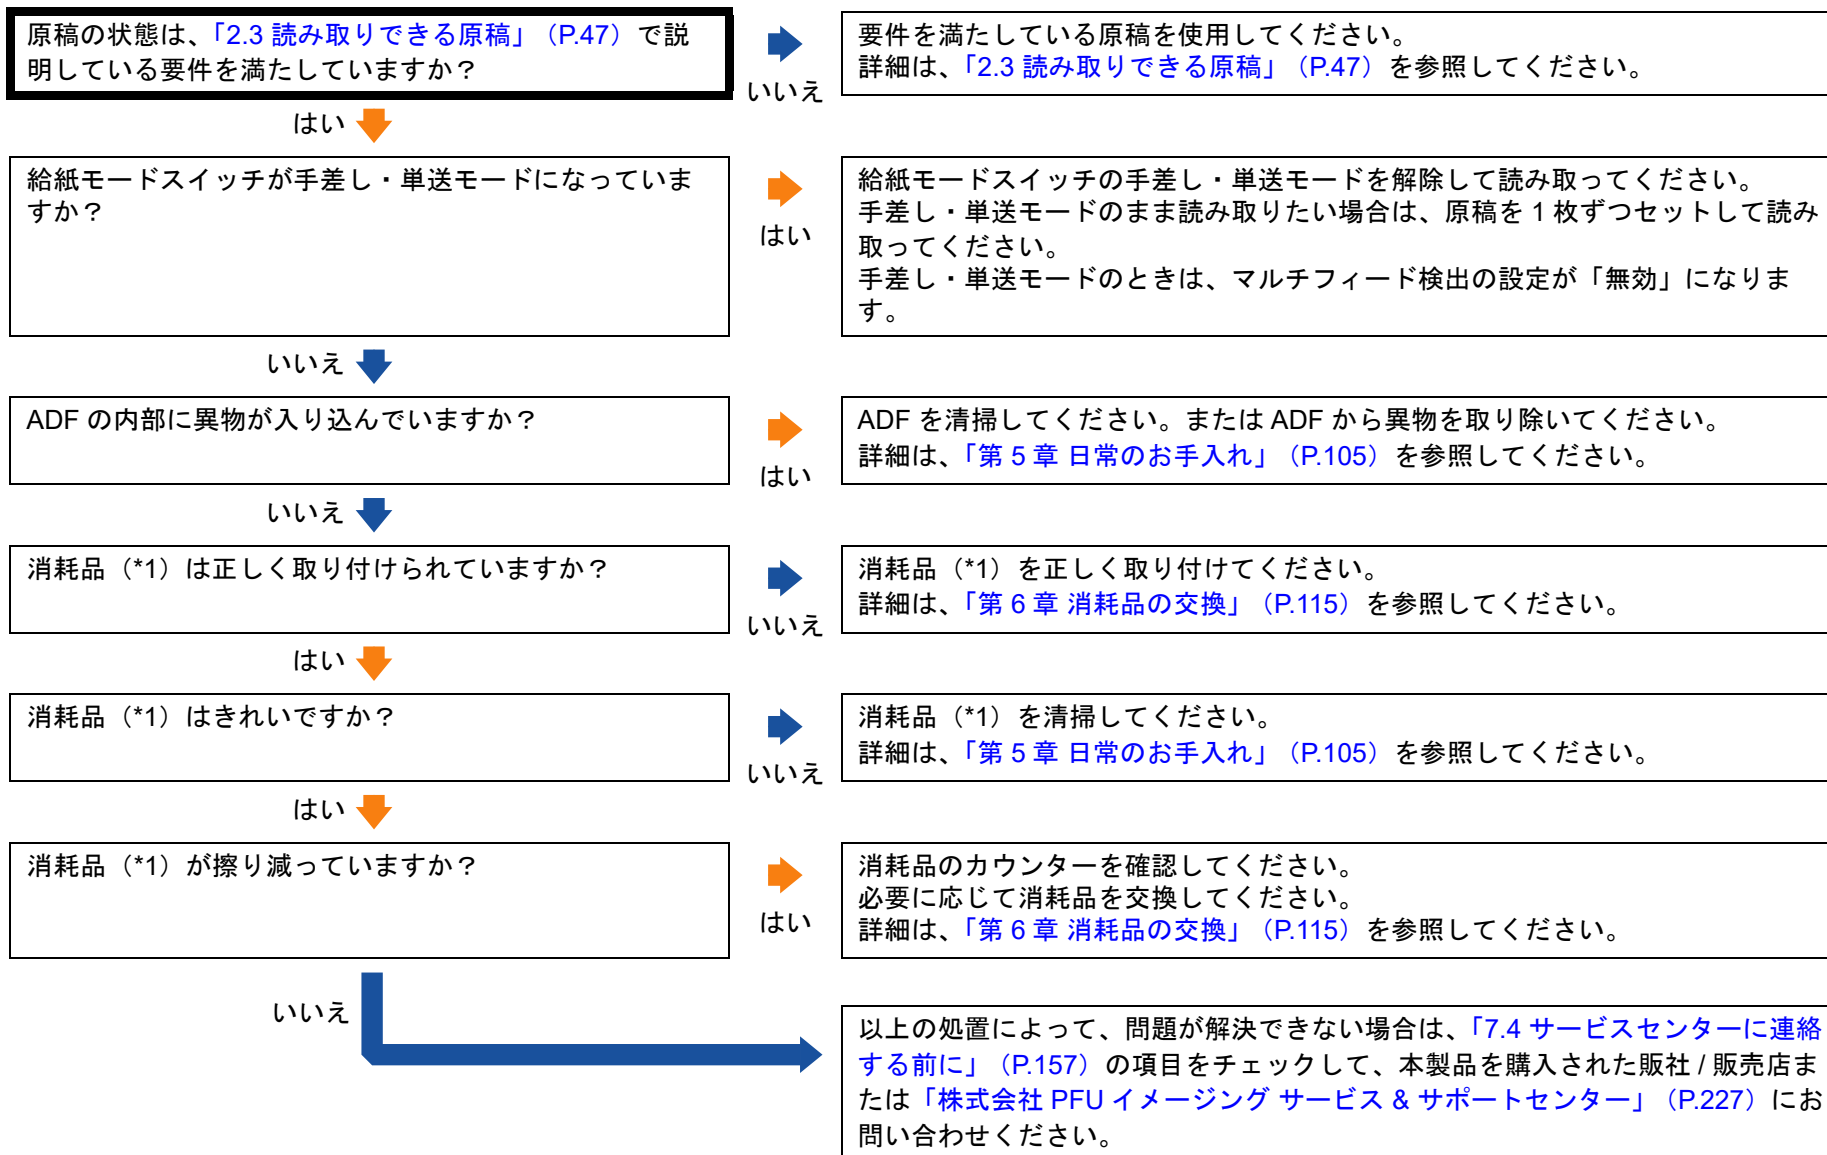 原稿の状態は、「2.3 読み取りできる原稿」(P.47)で説
明している要件を満たしていますか？
いいえ
要件を満たしている原稿を使用してください。
詳細は、「2.3 読み取りできる原稿」(P.47)を参照してください。
はい
給紙モードスイッチが手差し・単送モードになっていま
すか？
はい
給紙モードスイッチの手差し・単送モードを解除して読み取ってください。
手差し・単送モードのまま読み取りたい場合は、原稿を 1 枚ずつセットして読み
取ってください。
手差し・単送モードのときは、マルチフィード検出の設定が「無効」になりま
す。
いいえ
ADF の内部に異物が入り込んでいますか？
はい
ADF を清掃してください。または ADF から異物を取り除いてください。
詳細は、「第 5 章 日常のお手入れ」(P.105)を参照してください。
いいえ
消耗品（*1）は正しく取り付けられていますか？
いいえ
消耗品（*1）を正しく取り付けてください。
詳細は、「第 6 章 消耗品の交換」(P.115)を参照してください。
はい
消耗品（*1）はきれいですか？
いいえ
消耗品（*1）を清掃してください。
詳細は、「第 5 章 日常のお手入れ」(P.105)を参照してください。
はい
消耗品（*1）が擦り減っていますか？
はい
消耗品のカウンターを確認してください。
必要に応じて消耗品を交換してください。
詳細は、「第 6 章 消耗品の交換」(P.115)を参照してください。
いいえ
以上の処置によって、問題が解決できない場合は、「7.4 サービスセンターに連絡
する前に」(P.157)の項目をチェックして、本製品を購入された販社 / 販売店ま
たは「株式会社 PFU イメージング サービス & サポートセンター」(P.227)にお
問い合わせください。